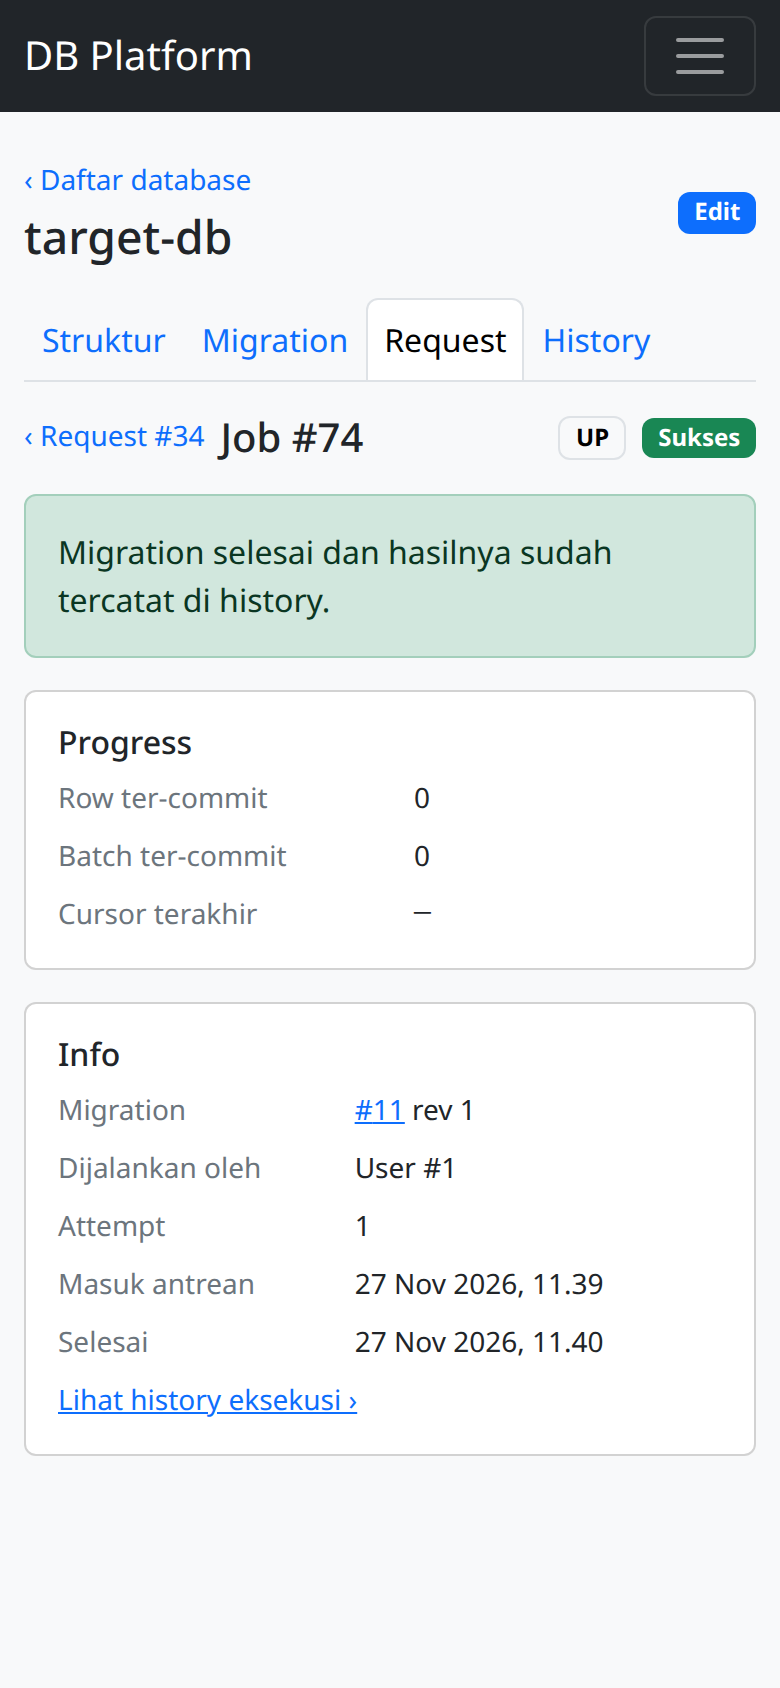 DB Platform
‹ Daftar database
target-db
Edit
Struktur Migration Request History
‹ Request #34 Job #74 UP Sukses
Migration selesai dan hasilnya sudah
tercatat di history.
Progress
Row ter-commit 0
Batch ter-commit 0
Cursor terakhir —
Info
Migration #11 rev 1
Dijalankan oleh User #1
Attempt 1
Masuk antrean 27 Nov 2026, 11.39
Selesai 27 Nov 2026, 11.40
Lihat history eksekusi ›